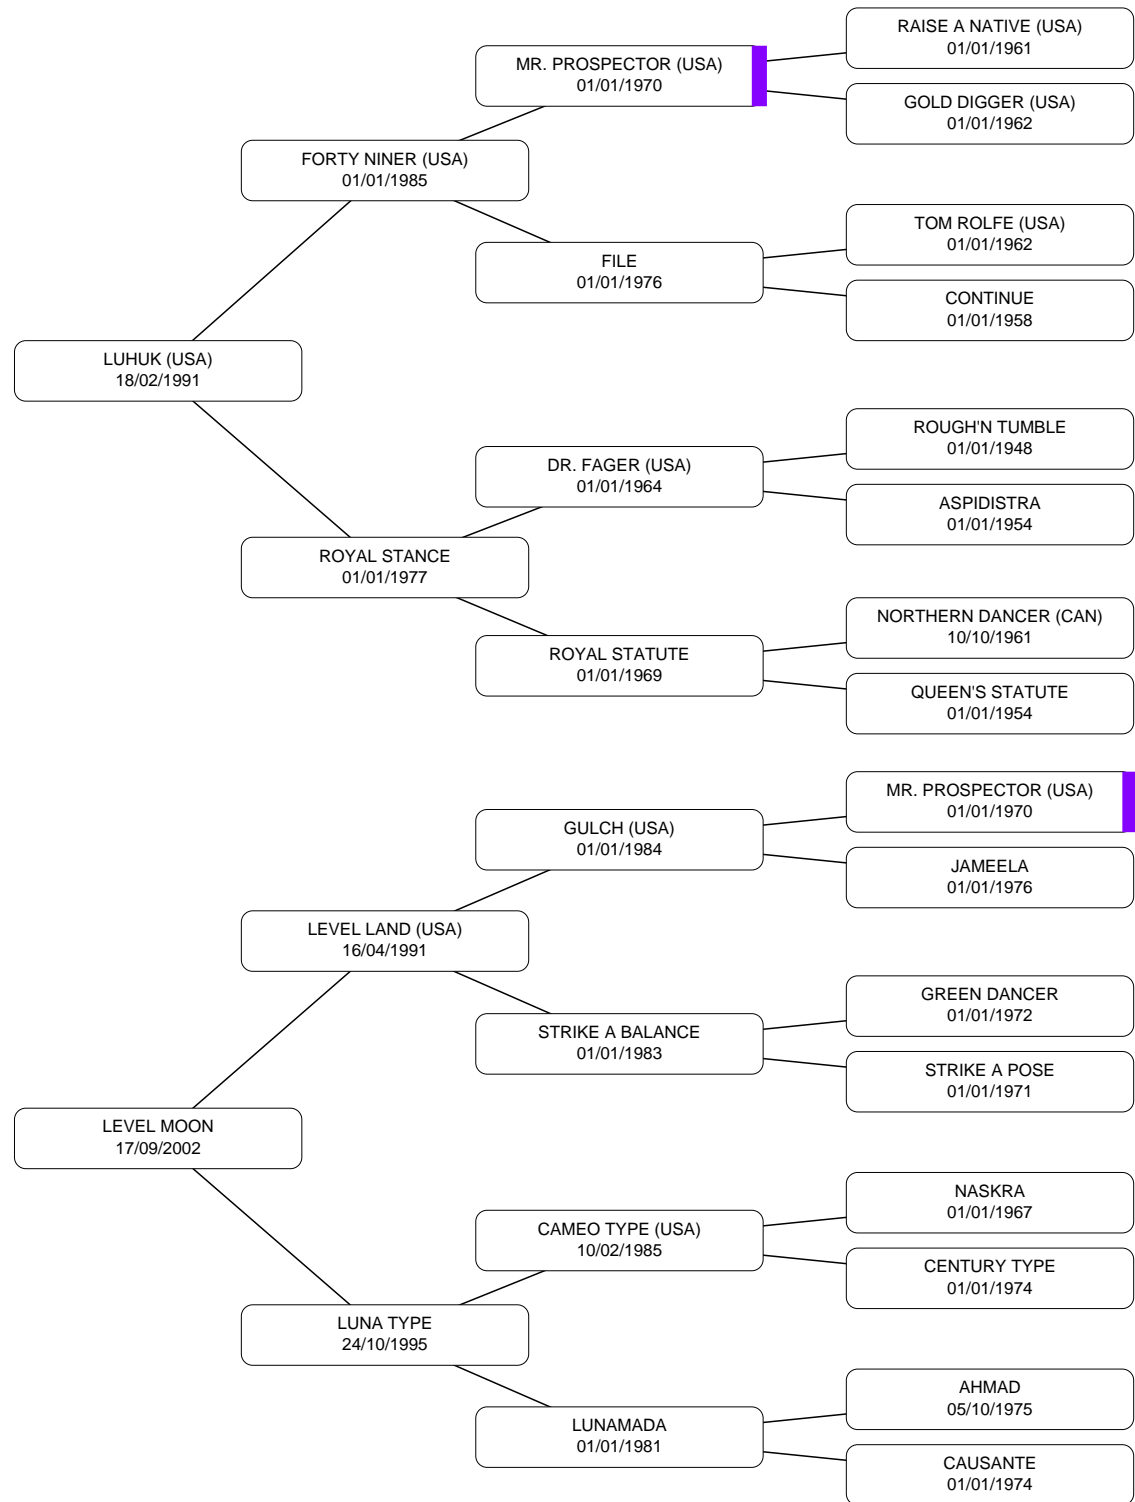 RAISE A NATIVE (USA)
01/01/1961
MR. PROSPECTOR (USA)
01/01/1970
GOLD DIGGER (USA)
01/01/1962
FORTY NINER (USA)
01/01/1985
TOM ROLFE (USA)
01/01/1962
FILE
01/01/1976
CONTINUE
01/01/1958
LUHUK (USA)
18/02/1991
ROUGH'N TUMBLE
01/01/1948
DR. FAGER (USA)
01/01/1964
ASPIDISTRA
01/01/1954
ROYAL STANCE
01/01/1977
NORTHERN DANCER (CAN)
10/10/1961
ROYAL STATUTE
01/01/1969
QUEEN'S STATUTE
01/01/1954
MR. PROSPECTOR (USA)
01/01/1970
GULCH (USA)
01/01/1984
JAMEELA
01/01/1976
LEVEL LAND (USA)
16/04/1991
GREEN DANCER
01/01/1972
STRIKE A BALANCE
01/01/1983
STRIKE A POSE
01/01/1971
LEVEL MOON
17/09/2002
NASKRA
01/01/1967
CAMEO TYPE (USA)
10/02/1985
CENTURY TYPE
01/01/1974
LUNA TYPE
24/10/1995
AHMAD
05/10/1975
LUNAMADA
01/01/1981
CAUSANTE
01/01/1974